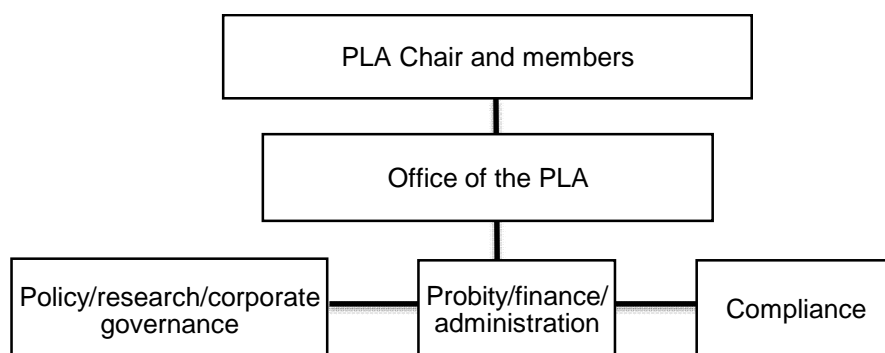 PLA Chair and members
Office of the PLA
Policy/research/corporate
governance
Probity/finance/
administration
Compliance